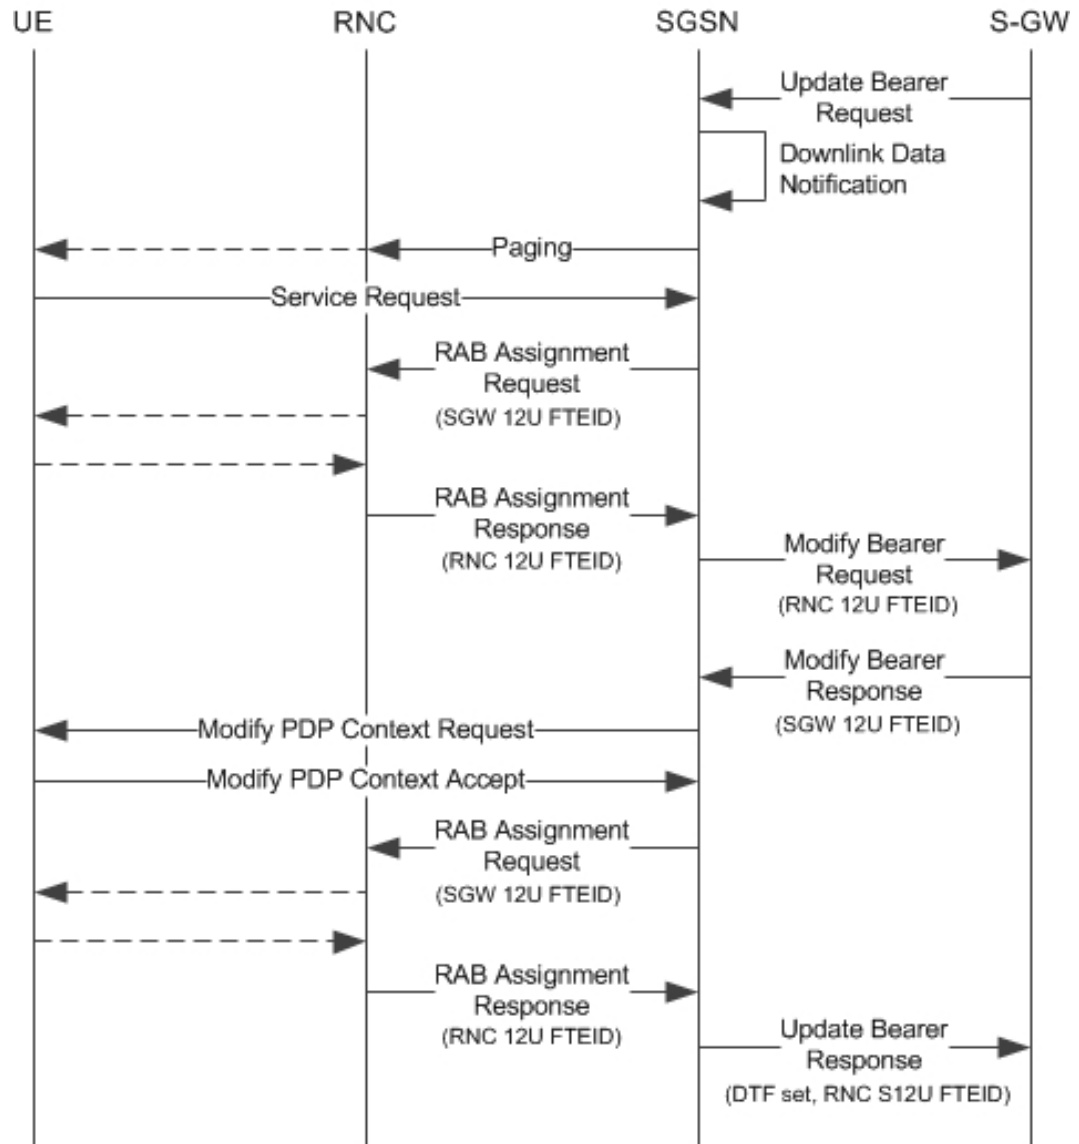 UE
RNC
SGSN
S-GW
Update Bearer
Request
Downlink Data
Notification
Paging
Service Request
RAB Assignment
Request
(SGW 12U FTEID)
RAB Assignment
Response
(RNC 12U FTEID)
Modify Bearer
Request
(RNC 12U FTEID)
Modify Bearer
Response
(SGW 12U FTEID)
Modify PDP Context Request
Modify PDP Context Accept
RAB Assignment
Request
(SGW 12U FTEID)
RAB Assignment
Response
(RNC 12U FTEID)
Update Bearer
Response
(DTF set, RNC S12U FTEID)